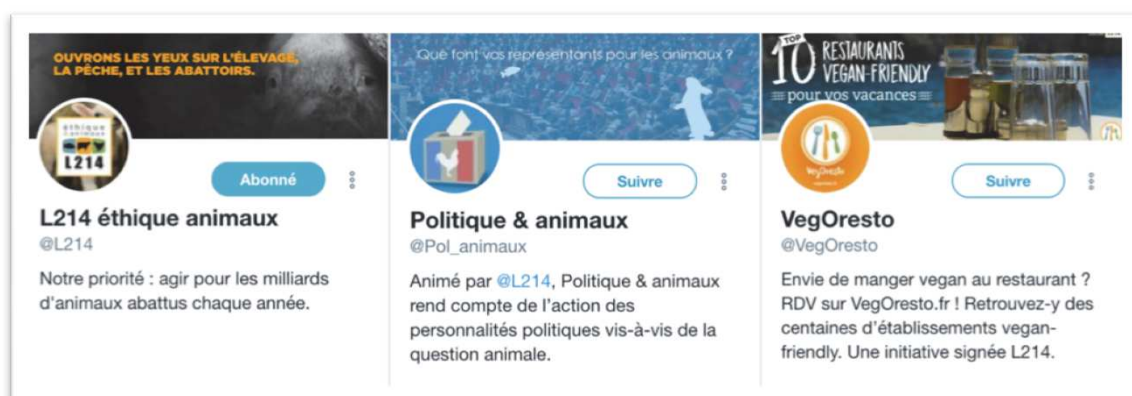 OUVRONS LES YEUX SUR L'ÉLEVAGE,
LA PÊCHE, ET LES ABATTOIRS.
éthique
& animaux
L214
Abonné
L214 éthique animaux
@L214
Notre priorité : agir pour les milliards
d'animaux abattus chaque année.
Que font vos représentants pour les animaux ?
Suivre
Politique & animaux
@Pol_animaux
Animé par @L214, Politique & animaux
rend compte de l'action des
personnalités politiques vis-à-vis de la
question animale.
TOP
10 RESTAURANTS
VEGAN-FRIENDLY
pour vos vacances
VegOresto
Suivre
VegOresto
@VegOresto
Envie de manger vegan au restaurant ?
RDV sur VegOresto.fr ! Retrouvez-y des
centaines d'établissements vegan-
friendly. Une initiative signée L214.